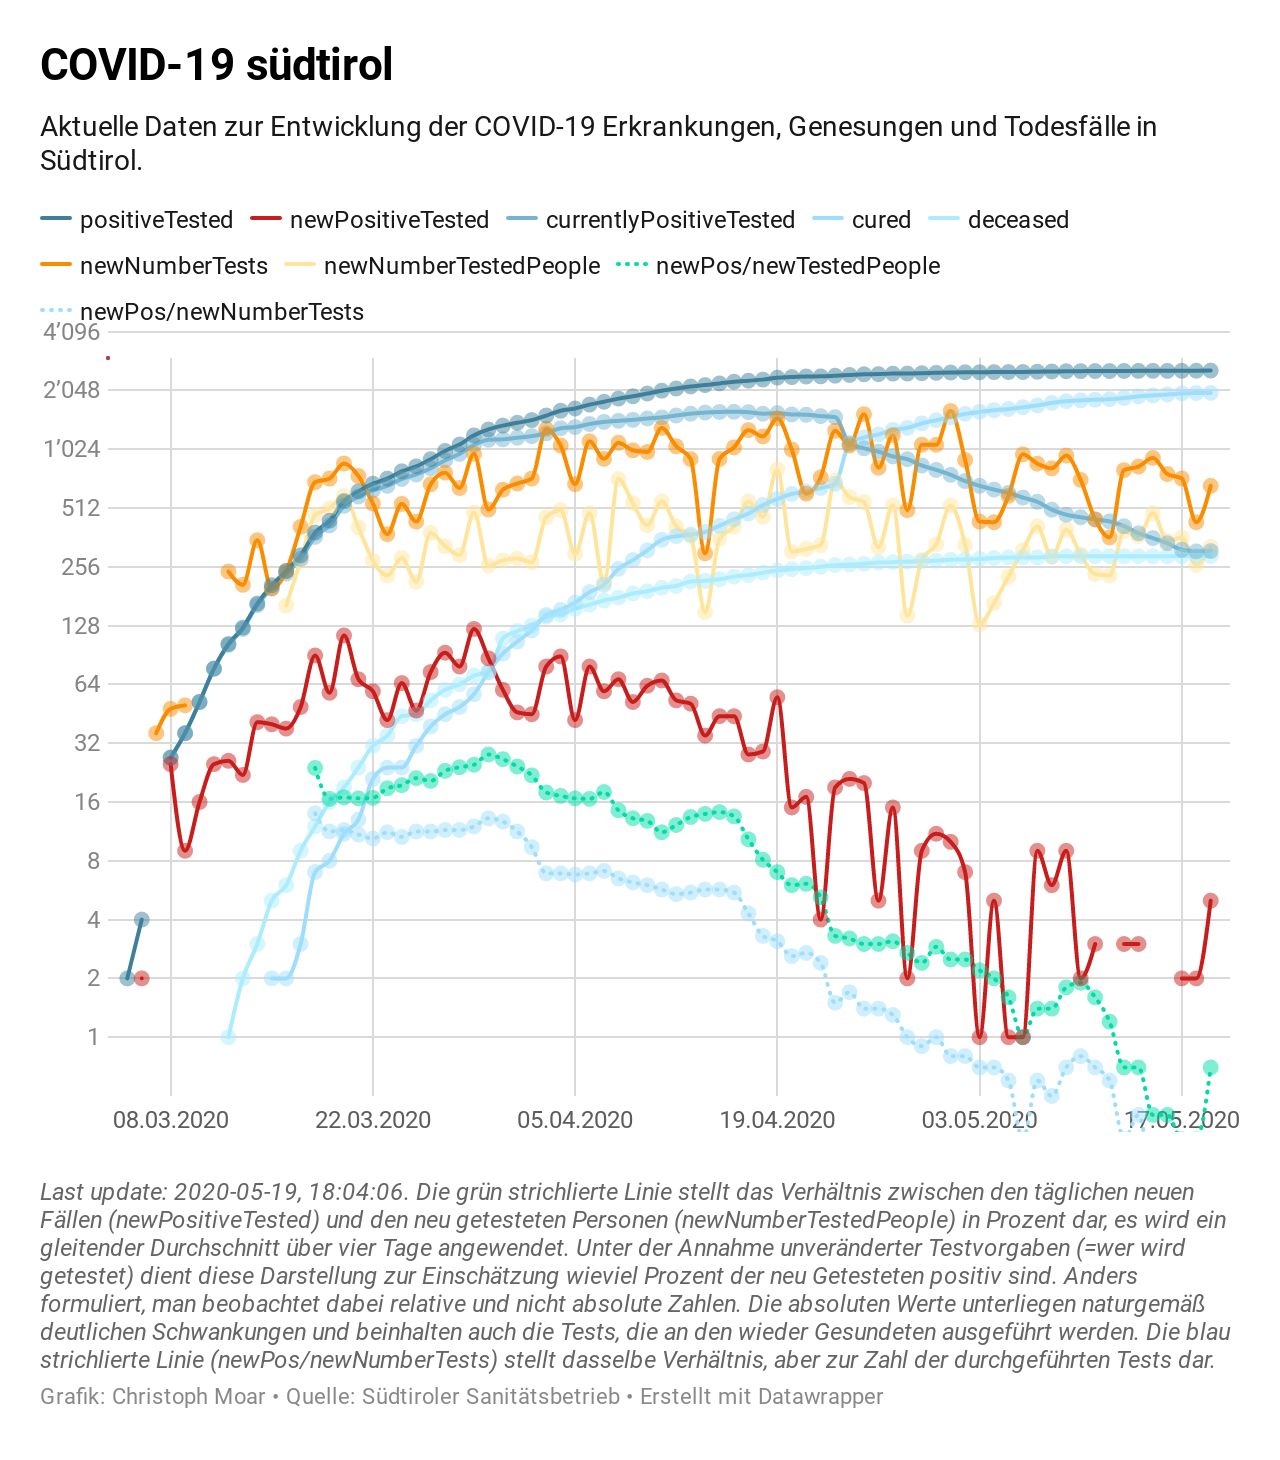 COVID-19 südtirol
Aktuelle Daten zur Entwicklung der COVID-19 Erkrankungen, Genesungen und Todesfälle in
Südtirol.
positiveTested newPositiveTested currentlyPositiveTested cured deceased
newNumberTests newNumberTestedPeople newPos/newTestedPeople
newPos/newNumberTests
4’096
2’048
1’024
512
256
128
64
32
16
8
4
2
1
08.03.2020 22.03.2020 05.04.2020 19.04.2020 03.05.2020 17.05.2020
Last update: 2020-05-19, 18:04:06. Die grün strichlierte Linie stellt das Verhältnis zwischen den täglichen neuen
Fällen (newPositiveTested) und den neu getesteten Personen (newNumberTestedPeople) in Prozent dar, es wird ein
gleitender Durchschnitt über vier Tage angewendet. Unter der Annahme unveränderter Testvorgaben (=wer wird
getestet) dient diese Darstellung zur Einschätzung wieviel Prozent der neu Getesteten positiv sind. Anders
formuliert, man beobachtet dabei relative und nicht absolute Zahlen. Die absoluten Werte unterliegen naturgemäß
deutlichen Schwankungen und beinhalten auch die Tests, die an den wieder Gesundeten ausgeführt werden. Die blau
strichlierte Linie (newPos/newNumberTests) stellt dasselbe Verhältnis, aber zur Zahl der durchgeführten Tests dar.
Grafik: Christoph Moar • Quelle: Südtiroler Sanitätsbetrieb • Erstellt mit Datawrapper